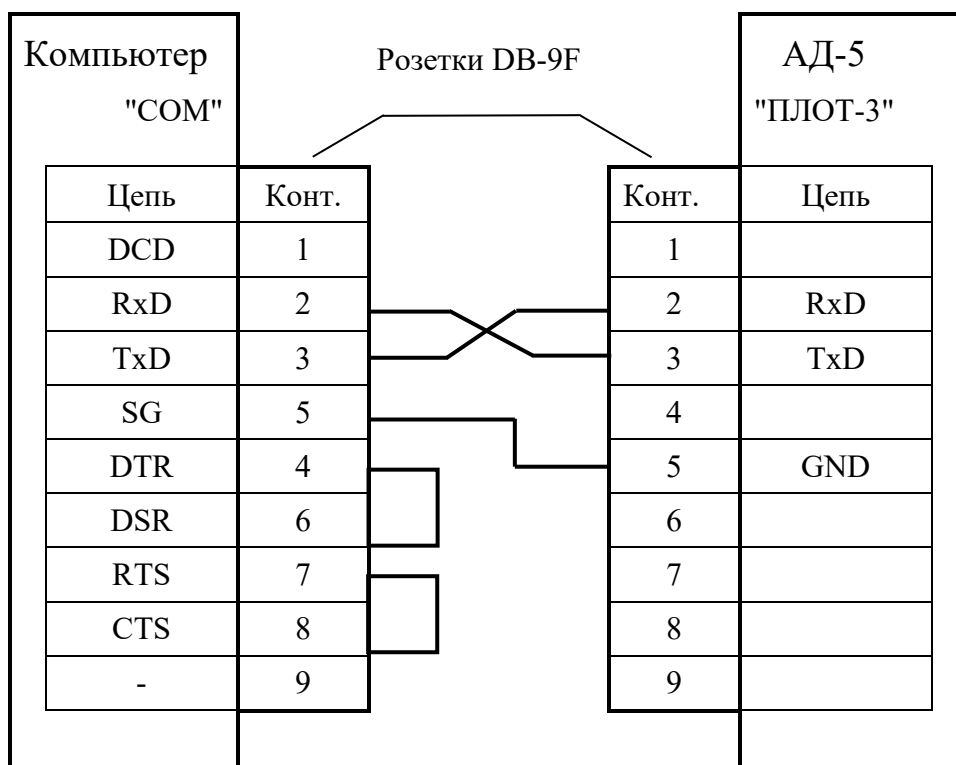 Компьютер Розетки DB-9F АД-5
"COM" "ПЛОТ-3"
Цепь Конт. Конт. Цепь
DCD 1 1
RxD 2 2 RxD
TxD 3 3 TxD
SG 5 4
DTR 4 5 GND
DSR 6 6
RTS 7 7
CTS 8 8
- 9 9